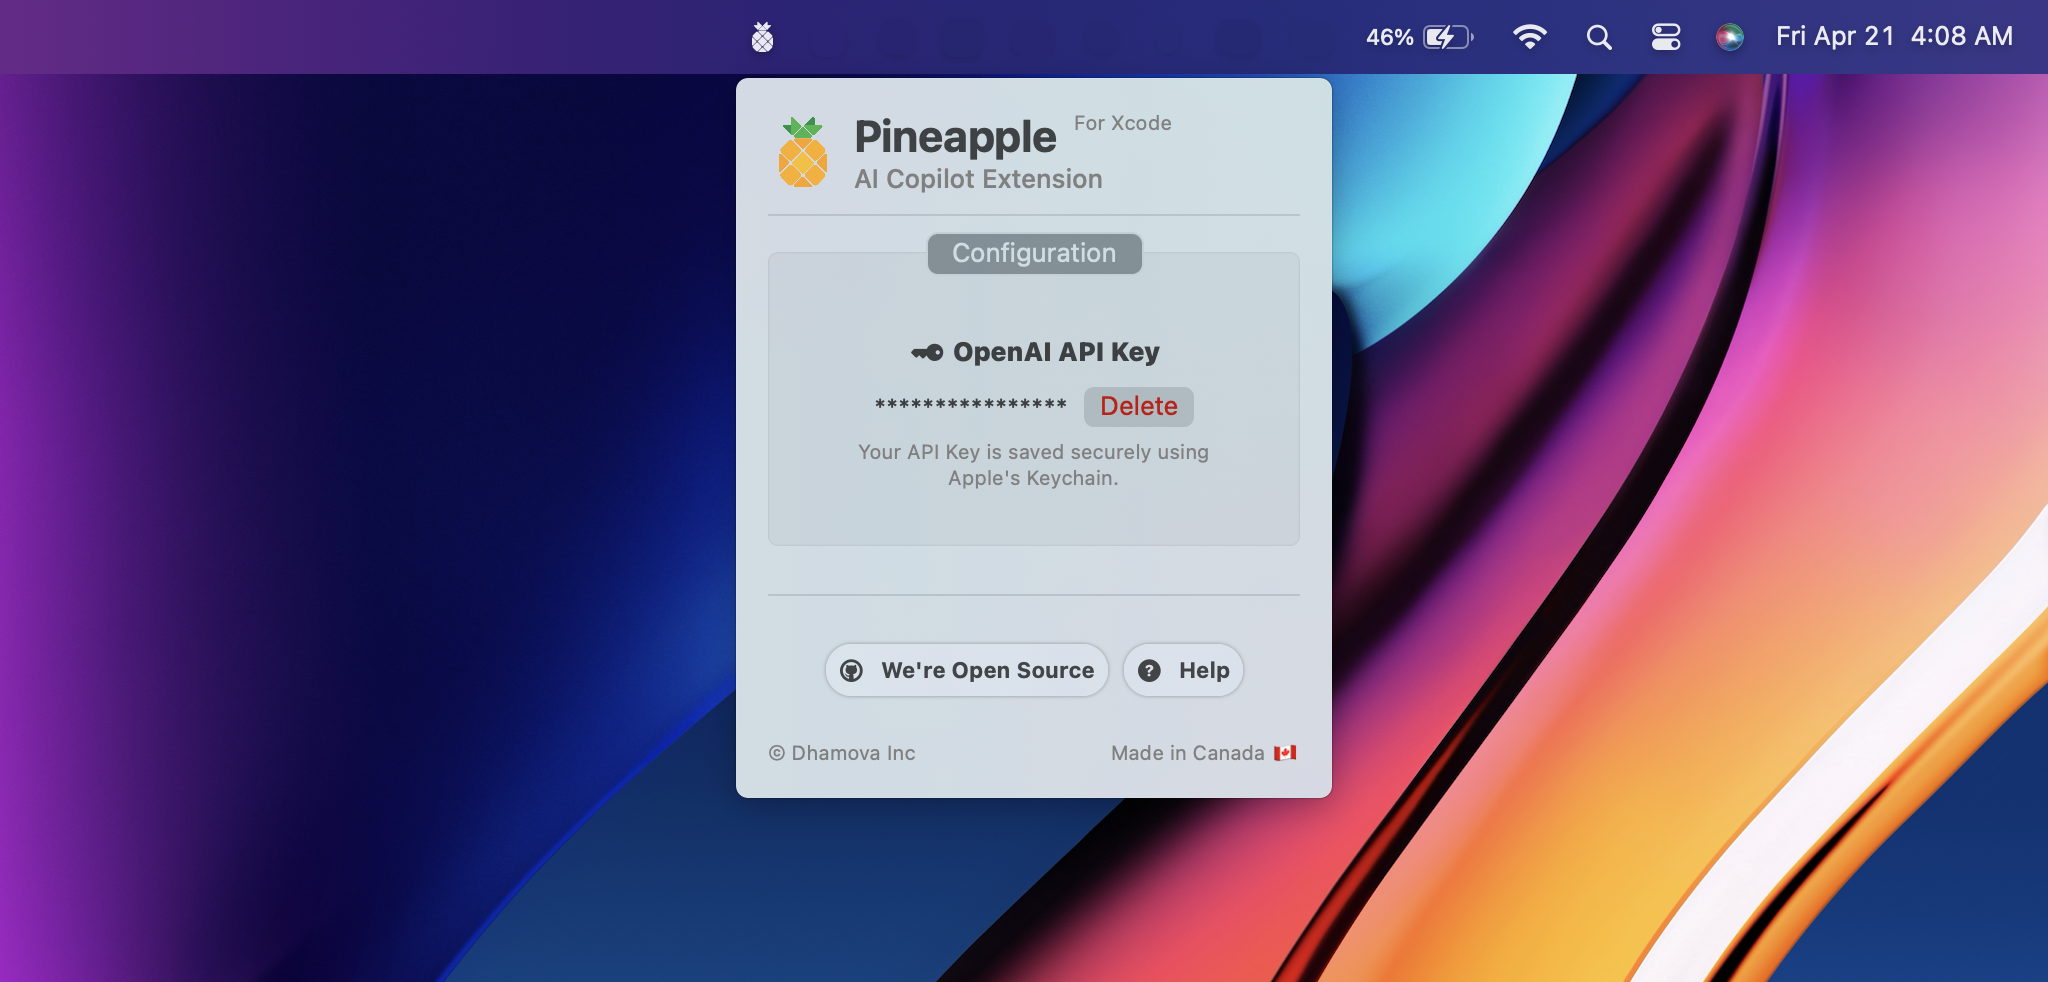 46%
Fri Apr 21 4:08 AM
Pineapple
For Xcode
AI Copilot Extension
Configuration
OpenAI API Key
****************
Delete
Your API Key is saved securely using
Apple's Keychain.
We're Open Source
? Help
© Dhamova Inc
Made in Canada 🇨🇦